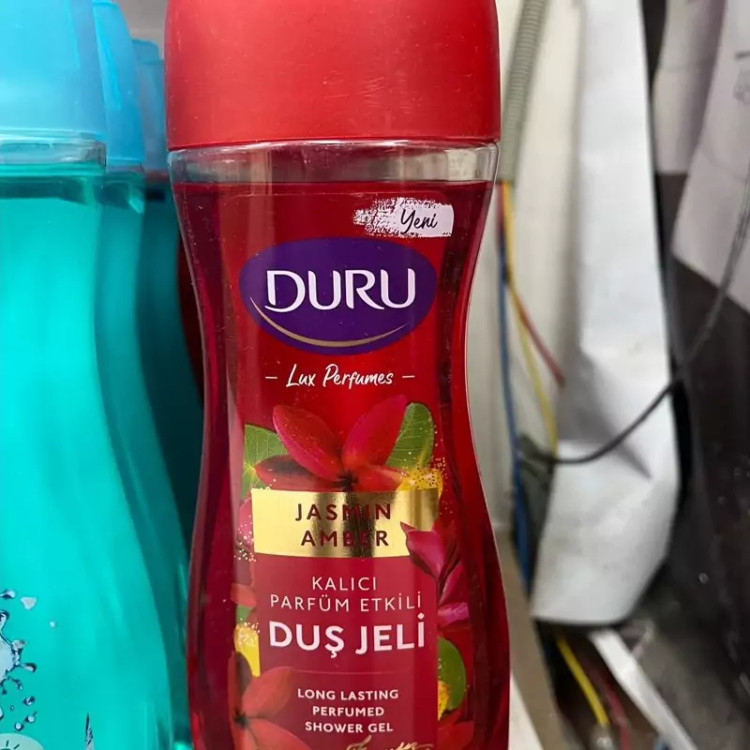 Yeni
DURU
Lux Perfumes
JASMIN
AMBER
KALICI
PARFÜM ETKİLİ
DUŞ JELİ
LONG LASTING
PERFUMED
SHOWER GEL